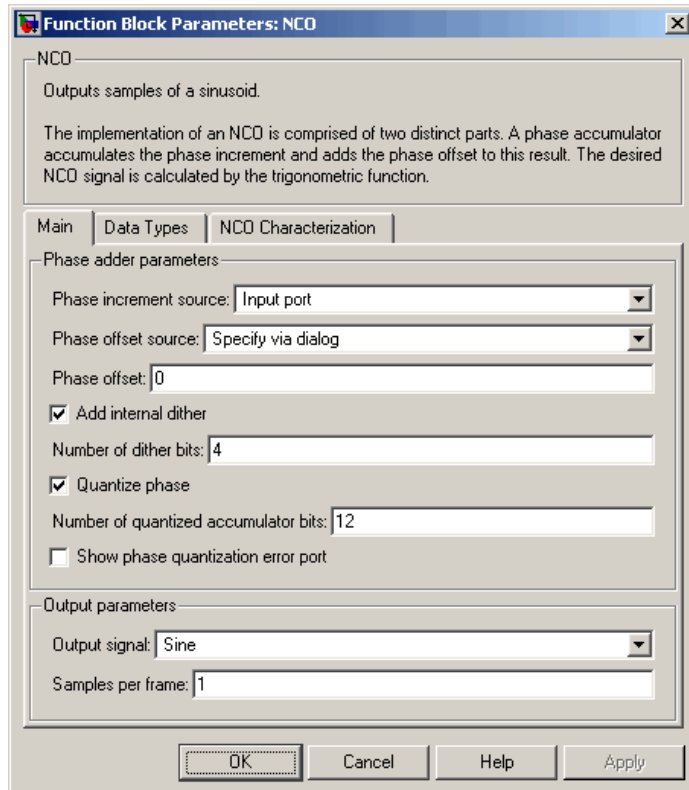 Function Block Parameters: NCO
NCO
Outputs samples of a sinusoid.
The implementation of an NCO is comprised of two distinct parts. A phase accumulator
accumulates the phase increment and adds the phase offset to this result. The desired
NCO signal is calculated by the trigonometric function.
Main Data Types NCO Characterization
Phase adder parameters
Phase increment source: Input port
Phase offset source: Specify via dialog
Phase offset: 0
Add internal dither
Number of dither bits: 4
Quantize phase
Number of quantized accumulator bits: 12
Show phase quantization error port
Output parameters
Output signal: Sine
Samples per frame: 1
OK Cancel Help Apply